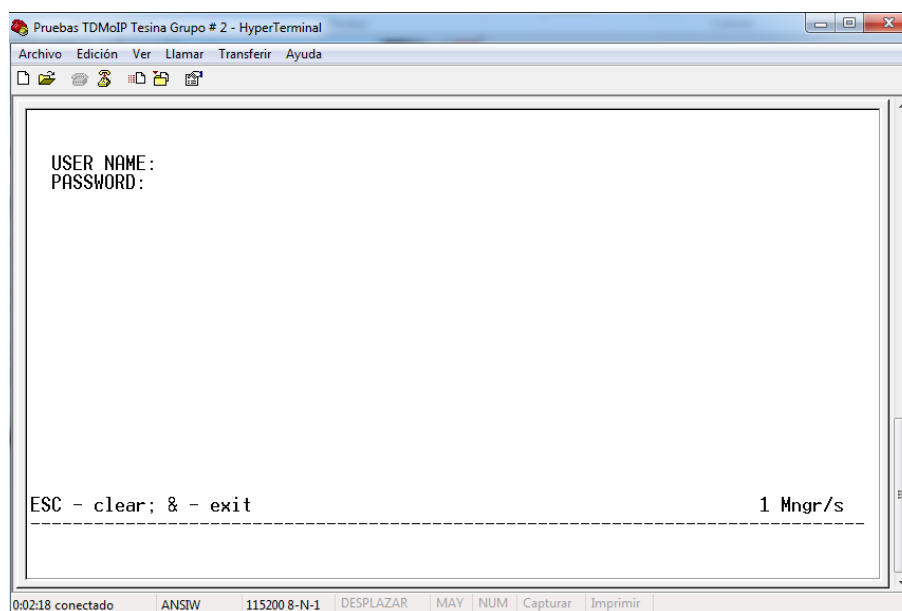 Pruebas TDMoIP Tesina Grupo # 2 - HyperTerminal
Archivo Edición Ver Llamar Transferir Ayuda
USER NAME:
PASSWORD:
ESC - clear; & - exit 1 Mngr/s
0:02:18 conectado ANSIW 115200 8-N-1 DESPLAZAR MAY NUM Capturar Imprimir